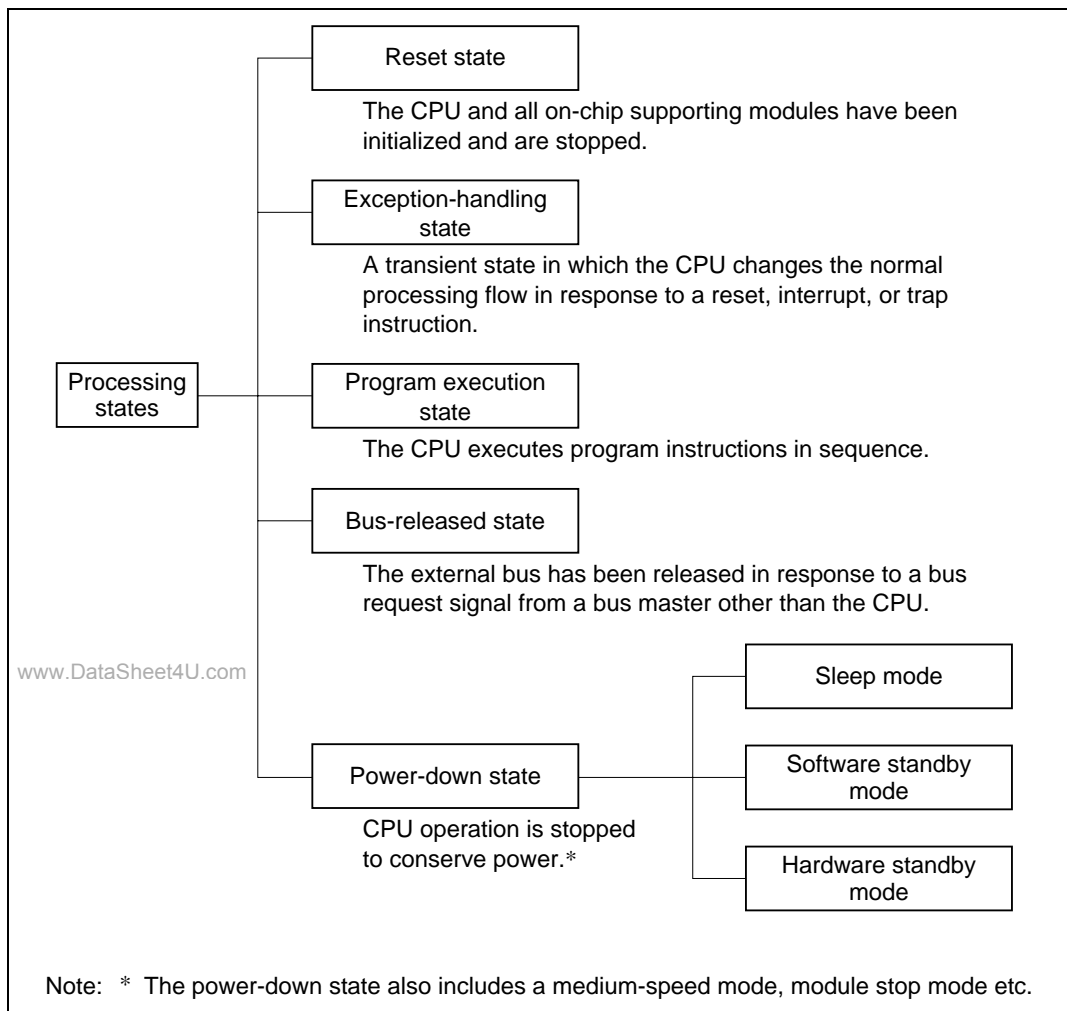 Reset state
The CPU and all on-chip supporting modules have been
initialized and are stopped.
Exception-handling
state
A transient state in which the CPU changes the normal
processing flow in response to a reset, interrupt, or trap
instruction.
Processing
states
Program execution
state
The CPU executes program instructions in sequence.
Bus-released state
The external bus has been released in response to a bus
request signal from a bus master other than the CPU.
www.DataSheet4U.com
Sleep mode
Power-down state
Software standby
mode
CPU operation is stopped
to conserve power.*
Hardware standby
mode
Note: * The power-down state also includes a medium-speed mode, module stop mode etc.